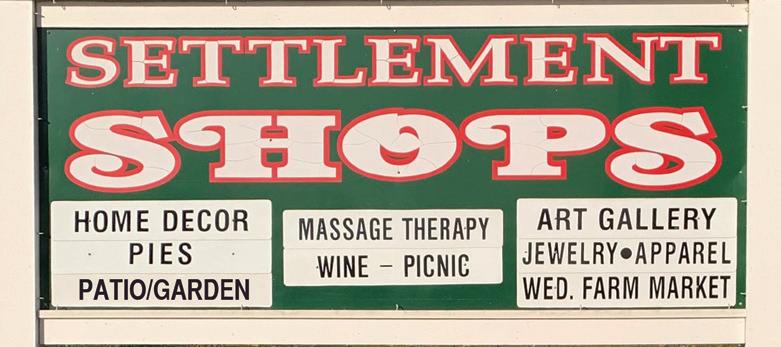 SETTLEMENT
SHOPS
HOME DECOR
PIES
PATIO/GARDEN
MASSAGE THERAPY
WINE – PICNIC
ART GALLERY
JEWELRY●APPAREL
WED. FARM MARKET